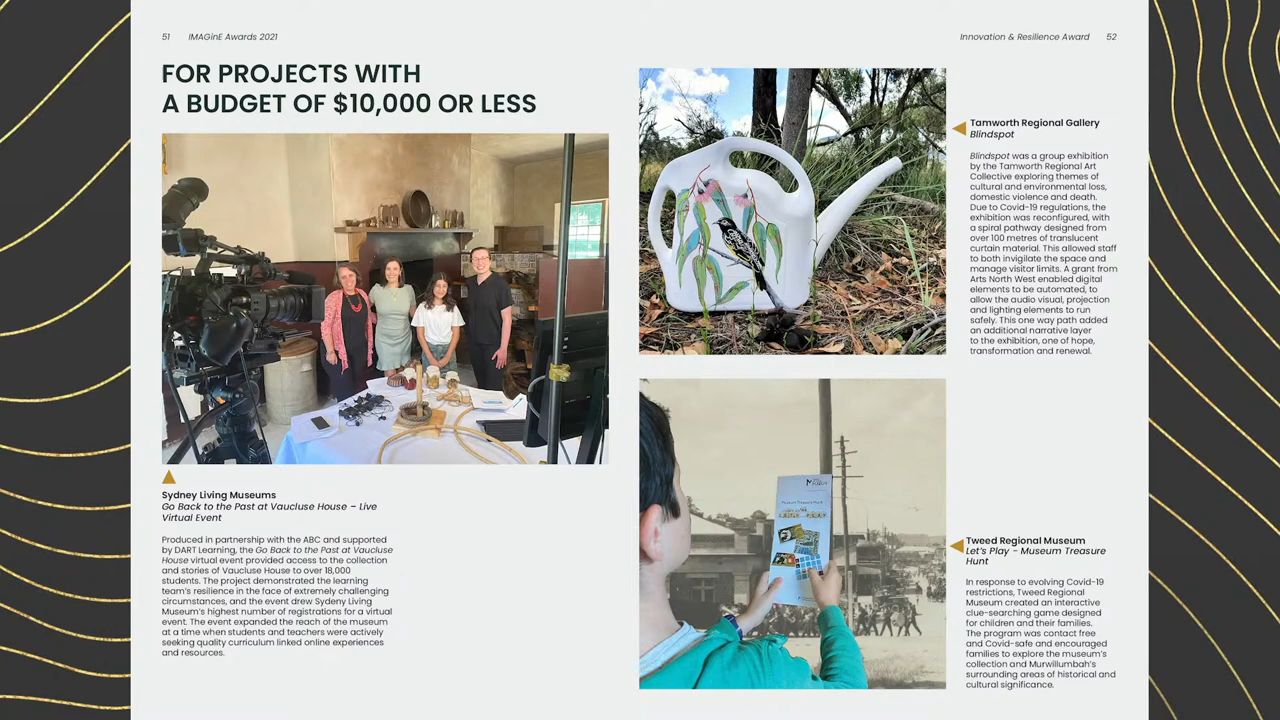 51 IMAGinE Awards 2021
FOR PROJECTS WITH
A BUDGET OF $10,000 OR LESS
Sydney Living Museums
Go Back to the Past at Vaucluse House – Live
Virtual Event
Produced in partnership with the ABC and supported
by DART Learning, the Go Back to the Past at Vaucluse
House virtual event provided access to the collection
and stories of Vaucluse House to over 18,000
students. The project demonstrated the learning
team's resilience in the face of extremely challenging
circumstances, and the event drew Sydeny Living
Museum's highest number of registrations for a virtual
event. The event expanded the reach of the museum
at a time when students and teachers were actively
seeking quality curriculum linked online experiences
and resources.
Innovation & Resilience Award 52
Tamworth Regional Gallery
Blindspot
Blindspot was a group exhibition
by the Tamworth Regional Art
Collective exploring themes of
cultural and environmental loss,
domestic violence and death.
Due to Covid-19 regulations, the
exhibition was reconfigured, with
a spiral pathway designed from
over 100 metres of translucent
curtain material. This allowed staff
to both invigilate the space and
manage visitor limits. A grant from
Arts North West enabled digital
elements to be automated, to
allow the audio visual, projection
and lighting elements to run
safely. This one way path added
an additional narrative layer
to the exhibition, one of hope,
transformation and renewal.
Museum Treasure Hunt
Tweed Regional Museum
Let's Play - Museum Treasure
Hunt
In response to evolving Covid-19
restrictions, Tweed Regional
Museum created an interactive
clue-searching game designed
for children and their families.
The program was contact free
and Covid-safe and encouraged
families to explore the museum's
collection and Murwillumbah's
surrounding areas of historical and
cultural significance.